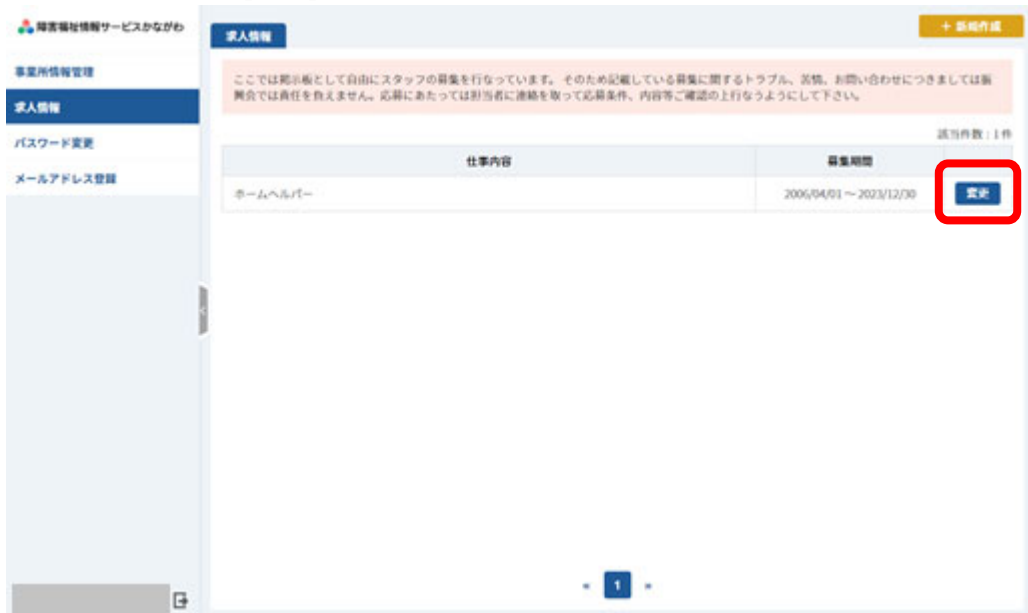 障害福祉情報サービスかながわ
事業所情報管理
求人情報
パスワード変更
メールアドレス登録
求人情報
+ 新規作成
ここでは掲示板として自由にスタッフの募集を行なっています。そのため記載している募集に関するトラブル、苦情、お問い合わせにつきましては振
興会では責任を負えません。応募にあたっては担当者に連絡を取って応募条件、内容等ご確認の上行なうようにして下さい。
該当件数：1件
仕事内容 募集期間
ホームヘルパー 2006/04/01～2023/12/30 変更
« 1 »